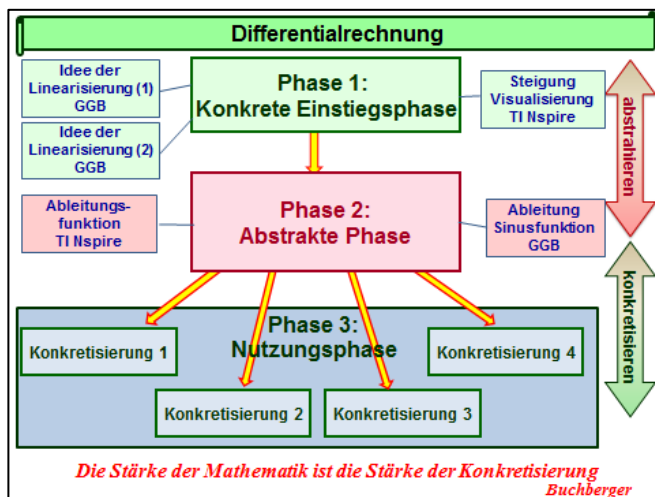 Differentialrechnung
Idee der
Linearisierung (1)
GGB
Phase 1:
Konkrete Einstiegsphase
Steigung
Visualisierung
TI Nspire
abstrahieren
Idee der
Linearisierung (2)
GGB
Ableitungs-
funktion
TI Nspire
Phase 2:
Abstrakte Phase
Ableitung
Sinusfunktion
GGB
konkretisieren
Phase 3:
Nutzungsphase
Konkretisierung 1
Konkretisierung 4
Konkretisierung 2
Konkretisierung 3
Die Stärke der Mathematik ist die Stärke der Konkretisierung
Buchberger